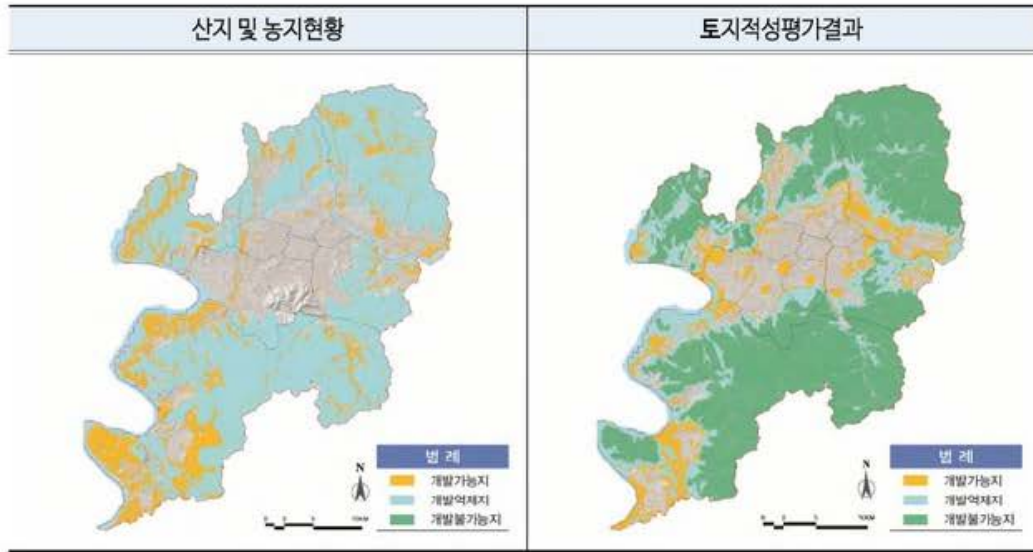 산지 및 농지현황
토지적성평가결과
범 례
N
개발가능지
개발억제지
개발불가능지
범 례
N
개발가능지
개발억제지
개발불가능지